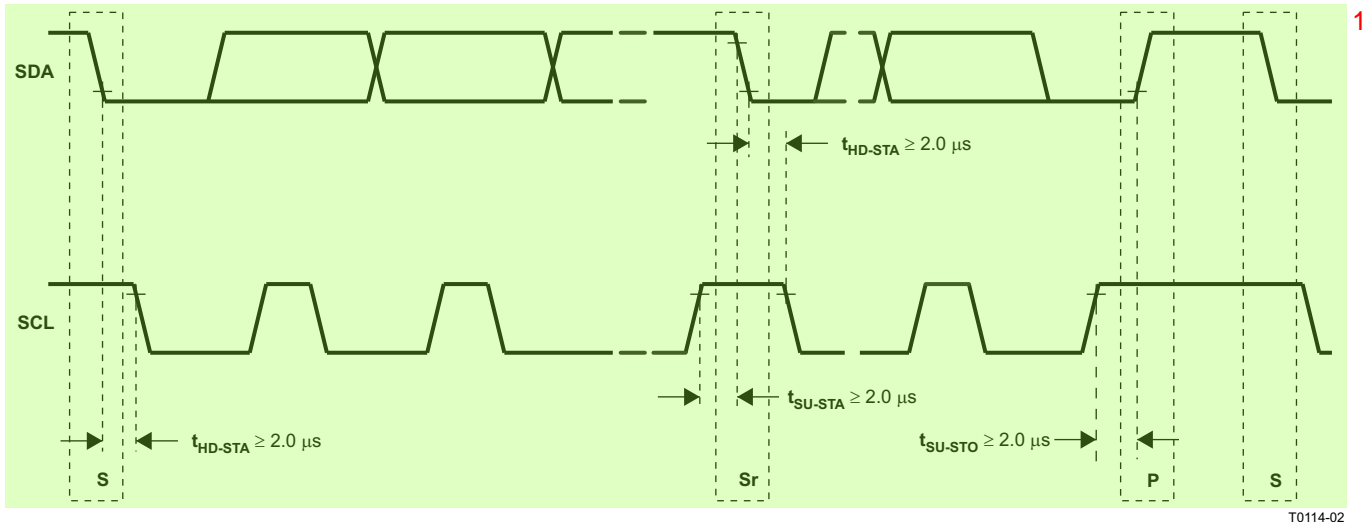 1
SDA
t_HD-STA ≥ 2.0 μs
SCL
t_SU-STA ≥ 2.0 μs
t_HD-STA ≥ 2.0 μs
t_SU-STO ≥ 2.0 μs
S
Sr
P
S
T0114-02